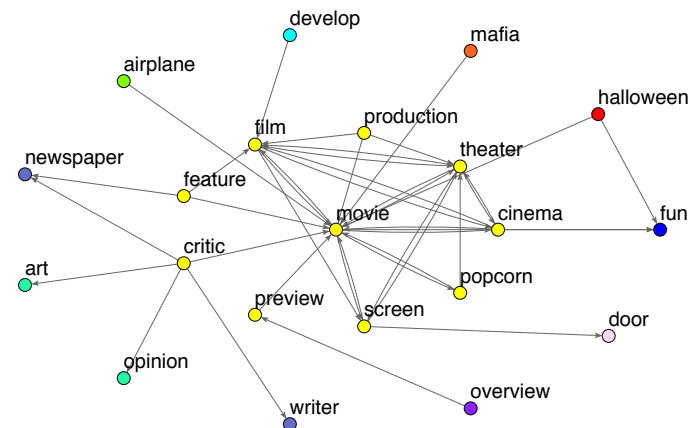 develop
mafia
airplane
halloween
production
film
theater
newspaper
feature
movie
cinema
fun
critic
art
popcorn
preview
screen
door
opinion
overview
writer